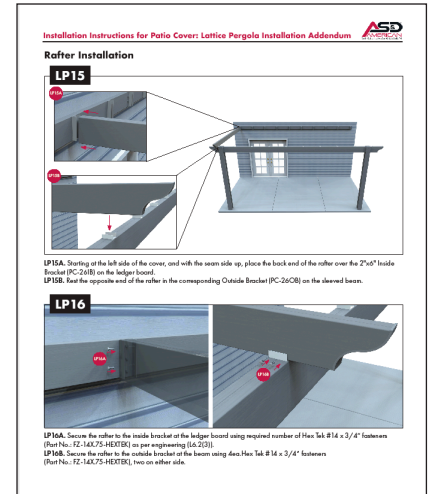 Installation Instructions for Patio Cover: Lattice Pergola Installation Addendum
ASD
AMERICAN
Rafter Installation
LP15
LP15A
LP15B
LP15A. Starting at the left side of the cover, and with the seam side up, place the back end of the rafter over the 2"x6" Inside
Bracket (PC-26IB) on the ledger board.
LP15B. Rest the opposite end of the rafter in the corresponding Outside Bracket (PC-26OB) on the sleeved beam.
LP16
LP16A
LP16B
LP16A. Secure the rafter to the inside bracket at the ledger board using required number of Hex Tek #14 x 3/4" fasteners
(Part No.: FZ-14X.75-HEXTEK) as per engineering (L6.2(3)).
LP16B. Secure the rafter to the outside bracket at the beam using 4ea.Hex Tek #14 x 3/4" fasteners
(Part No.: FZ-14X.75-HEXTEK), two on either side.